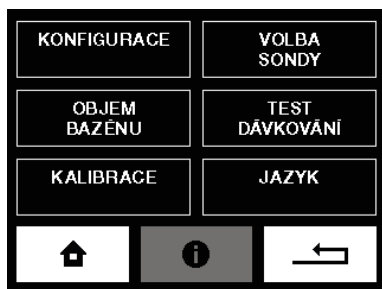 KONFIGURACE
VOLBA
SONDY
OBJEM
BAZÉNU
TEST
DÁVKOVÁNÍ
KALIBRACE
JAZYK
i